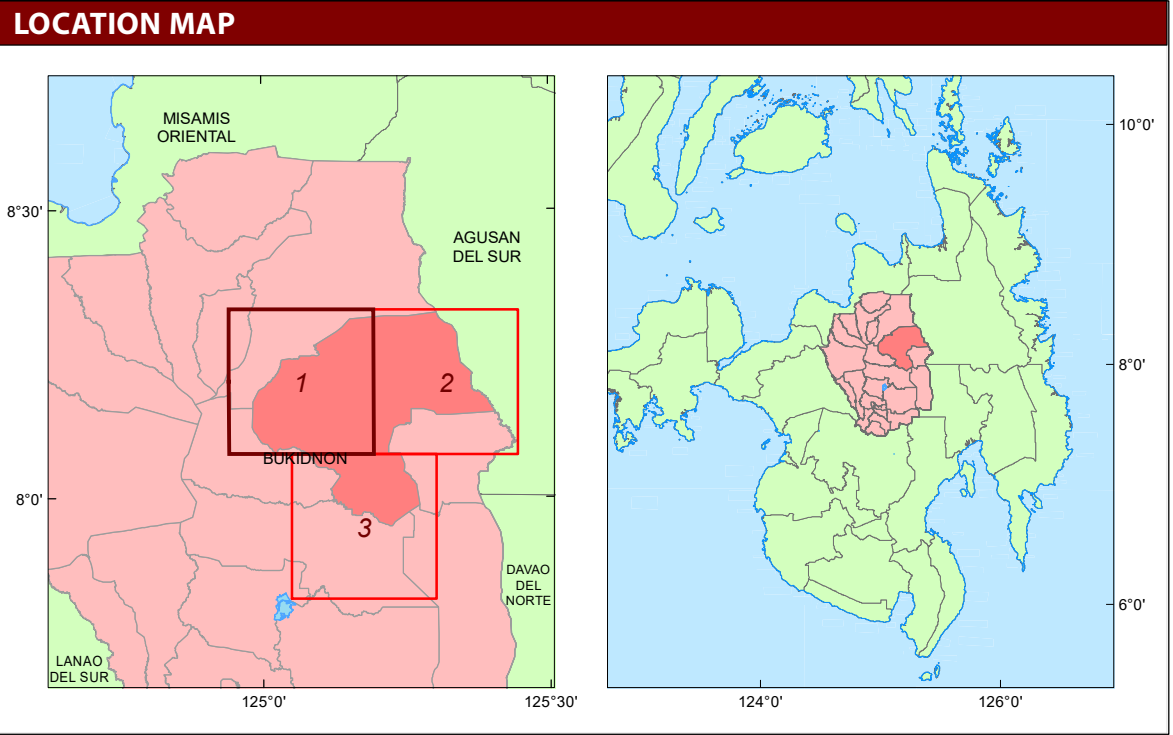 LOCATION MAP
MISAMIS
ORIENTAL
8°30'
AGUSAN
DEL SUR
1
2
BUKIDNON
8°0'
3
DAVAO
DEL
NORTE
LANAO
DEL SUR
125°0'
125°30'
10°0'
8°0'
6°0'
124°0'
126°0'